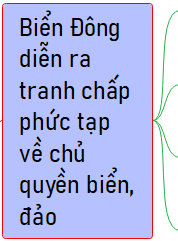 Biển Đông
diễn ra
tranh chấp
phức tạp
về chủ
quyền biển,
đảo